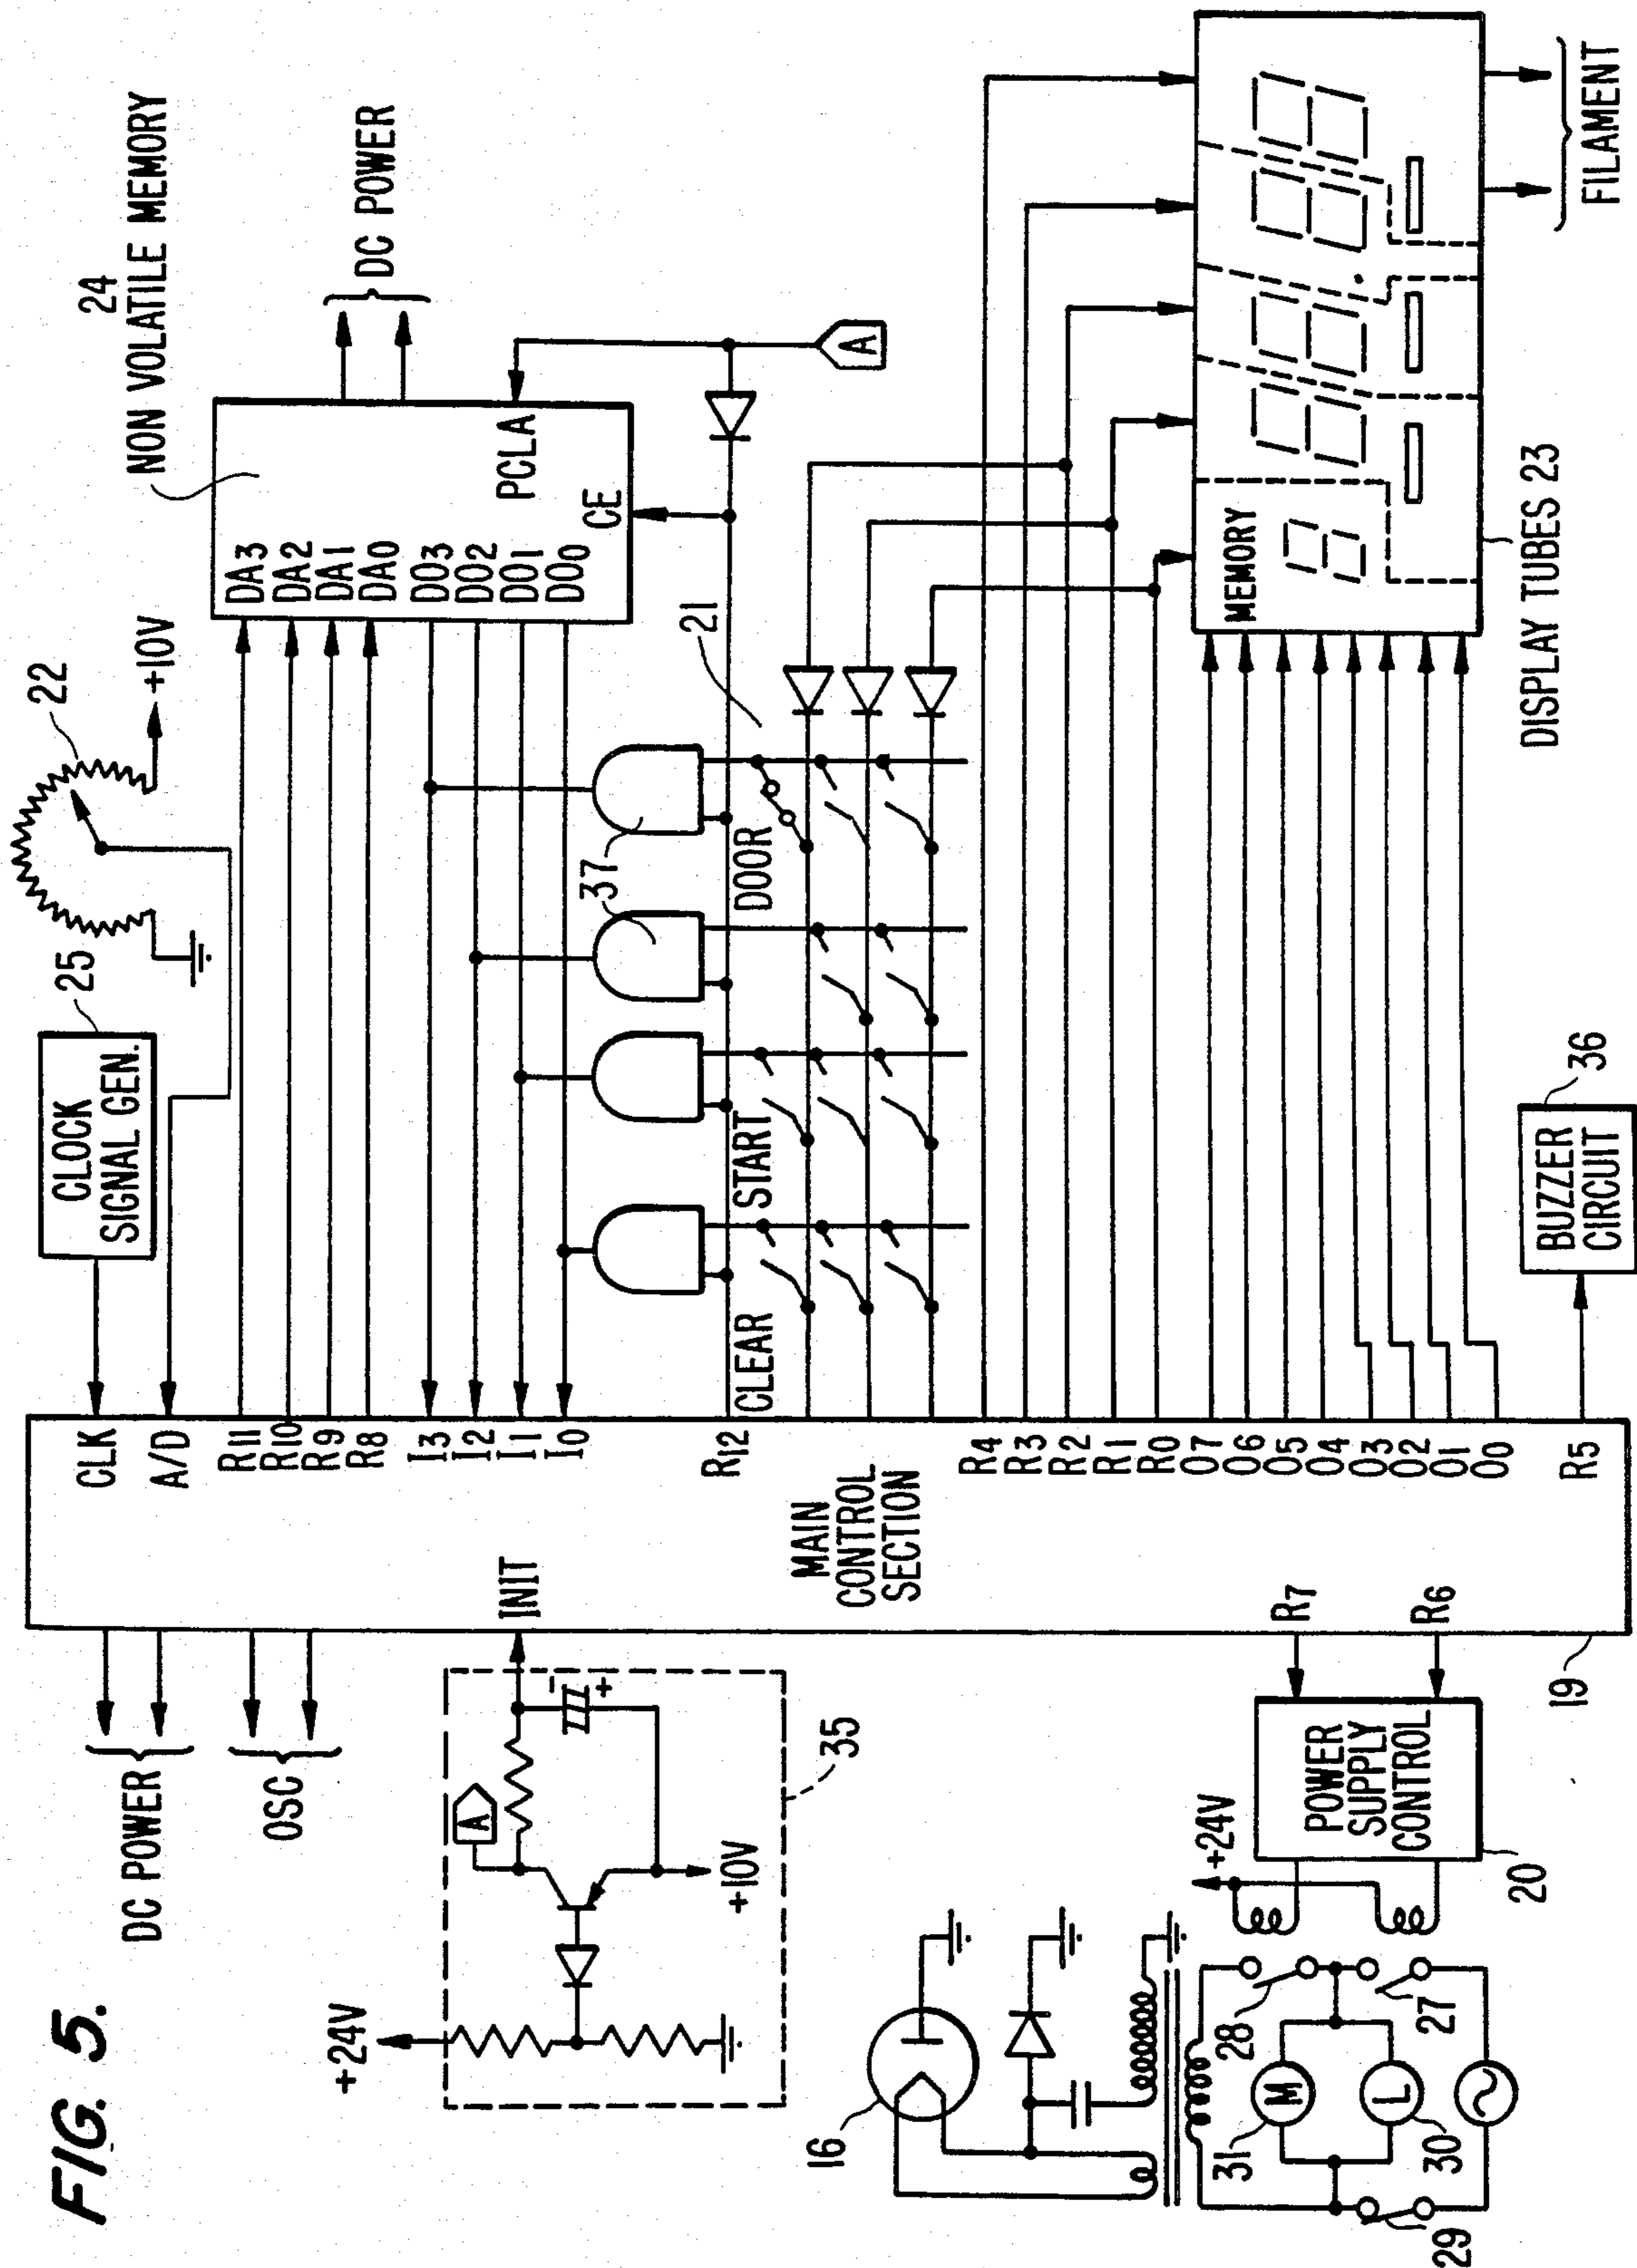 FIG. 5.
24
NON VOLATILE MEMORY
DC POWER
22
+10V
25
CLOCK
SIGNAL GEN.
DA3
DA2
DA1
DA0
DO3
DO2
DO1
DO0
PCLA
CE
A
21
37
37
DOOR
START
CLEAR
CLK
A/D
R11
R10
R9
R8
I3
I2
I1
I0
R12
R4
R3
R2
R1
R0
O7
O6
O5
O4
O3
O2
O1
O0
R5
MAIN
CONTROL
SECTION
INIT
R7
R6
19
MEMORY
DISPLAY TUBES 23
FILAMENT
BUZZER
CIRCUIT
36
DC POWER
OSC
A
-
+
+10V
+24V
35
POWER
SUPPLY
CONTROL
20
+24V
16
28
27
M
31
L
30
29